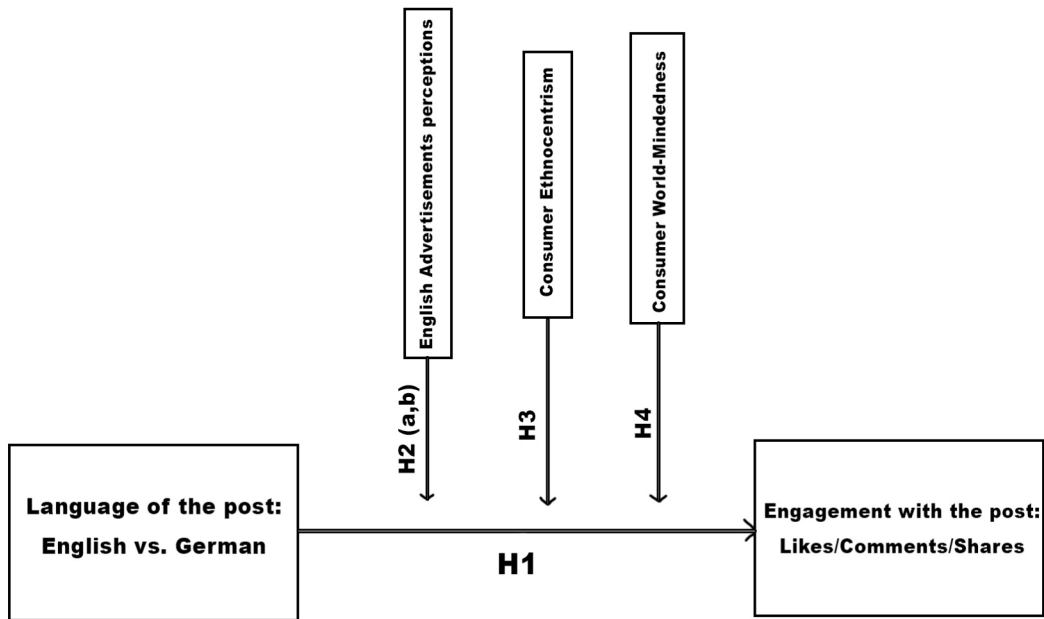 English Advertisements perceptions
Consumer Ethnocentrism
Consumer World-Mindedness
H2 (a,b)
H3
H4
Language of the post:
English vs. German
H1
Engagement with the post:
Likes/Comments/Shares